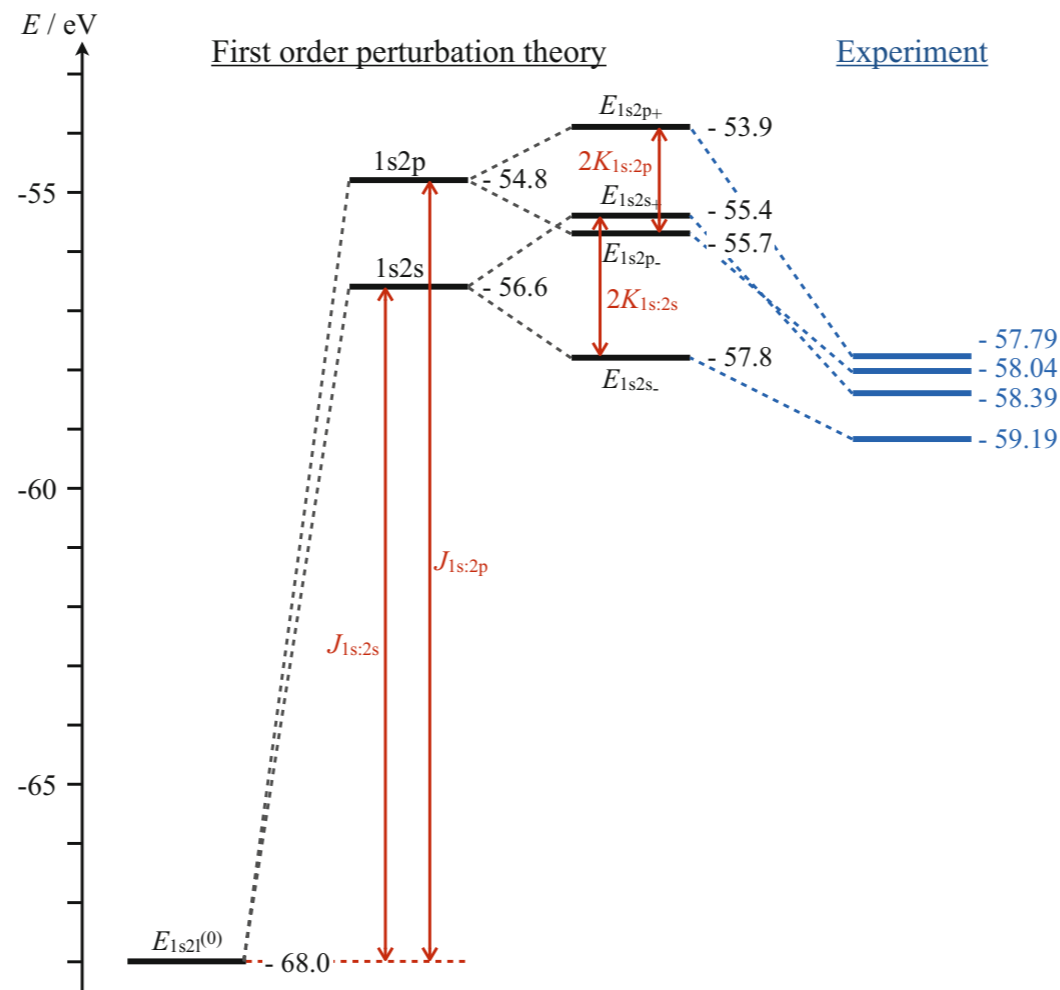 E / eV
First order perturbation theory
Experiment
E1s2p+
- 53.9
1s2p
2K1s:2p
- 54.8
-55
E1s2s+
- 55.4
- 55.7
E1s2p-
1s2s
- 56.6
2K1s:2s
- 57.79
- 57.8
- 58.04
E1s2s-
- 58.39
- 59.19
-60
J1s:2p
J1s:2s
-65
E1s2l(0)
- 68.0